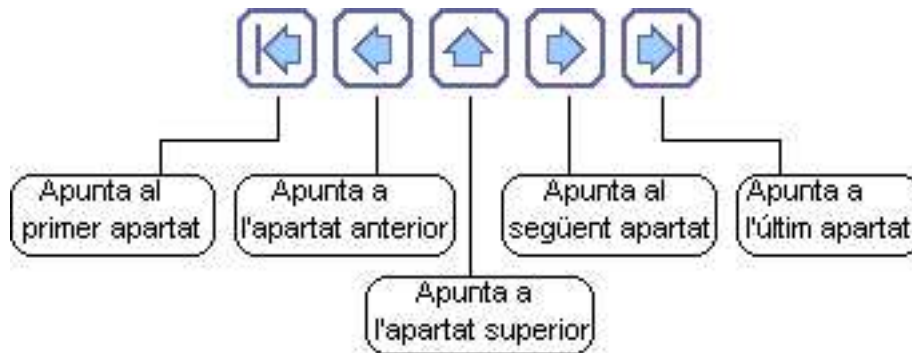 Apunta al
primer apartat
Apunta a
l'apartat anterior
Apunta a
l'apartat superior
Apunta al
següent apartat
Apunta a
l'últim apartat